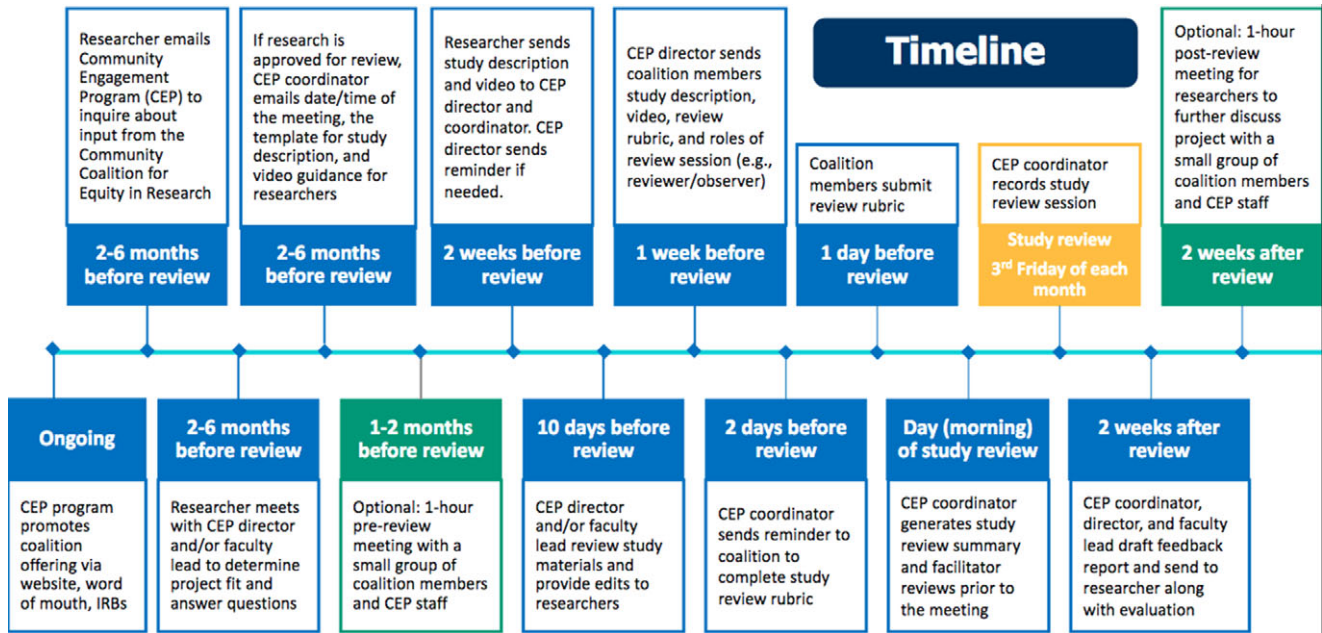 Timeline
Researcher emails
Community
Engagement
Program (CEP) to
inquire about
input from the
Community
Coalition for
Equity in Research
2-6 months
before review
If research is
approved for review,
CEP coordinator
emails date/time of
the meeting, the
template for study
description, and
video guidance for
researchers
2-6 months
before review
Researcher sends
study description
and video to CEP
director and
coordinator. CEP
director sends
reminder if
needed.
2 weeks before
review
CEP director sends
coalition members
study description,
video, review
rubric, and roles of
review session (e.g.,
reviewer/observer)
1 week before
review
Coalition
members submit
review rubric
1 day before
review
CEP coordinator
records study
review session
Study review
3rd Friday of each
month
Optional: 1-hour
post-review
meeting for
researchers to
further discuss
project with a
small group of
coalition members
and CEP staff
2 weeks after
review
Ongoing
CEP program
promotes
coalition
offering via
website, word
of mouth, IRBs
2-6 months
before review
Researcher meets
with CEP director
and/or faculty
lead to determine
project fit and
answer questions
1-2 months
before review
Optional: 1-hour
pre-review
meeting with a
small group of
coalition members
and CEP staff
10 days before
review
CEP director
and/or faculty
lead review study
materials and
provide edits to
researchers
2 days before
review
CEP coordinator
sends reminder to
coalition to
complete study
review rubric
Day (morning)
of study review
CEP coordinator
generates study
review summary
and facilitator
reviews prior to
the meeting
2 weeks after
review
CEP coordinator,
director, and faculty
lead draft feedback
report and send to
researcher along
with evaluation